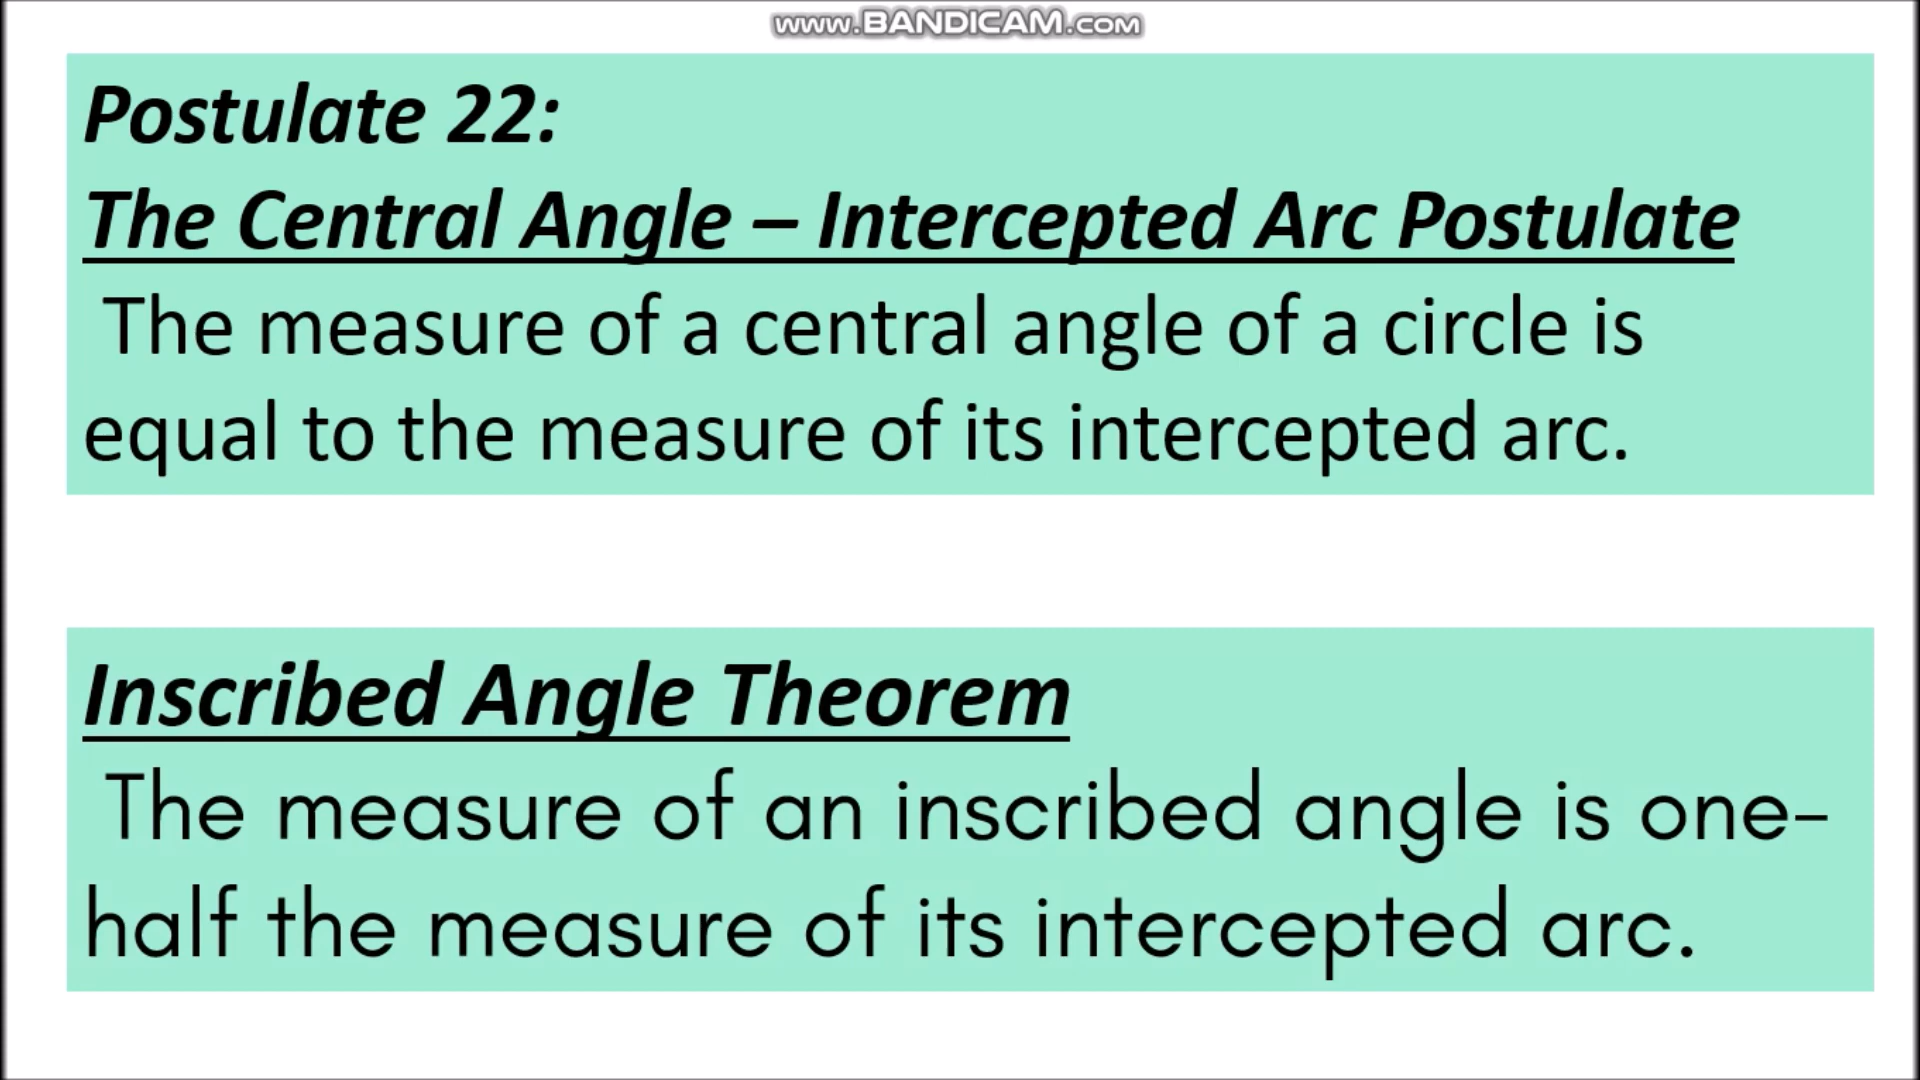 www.BANDICAM.com
Postulate 22:
The Central Angle – Intercepted Arc Postulate
The measure of a central angle of a circle is
equal to the measure of its intercepted arc.
Inscribed Angle Theorem
The measure of an inscribed angle is one-
half the measure of its intercepted arc.